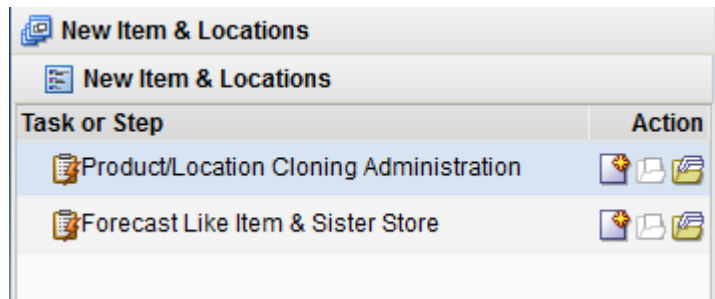 New Item & Locations
New Item & Locations
Task or Step Action
Product/Location Cloning Administration
Forecast Like Item & Sister Store